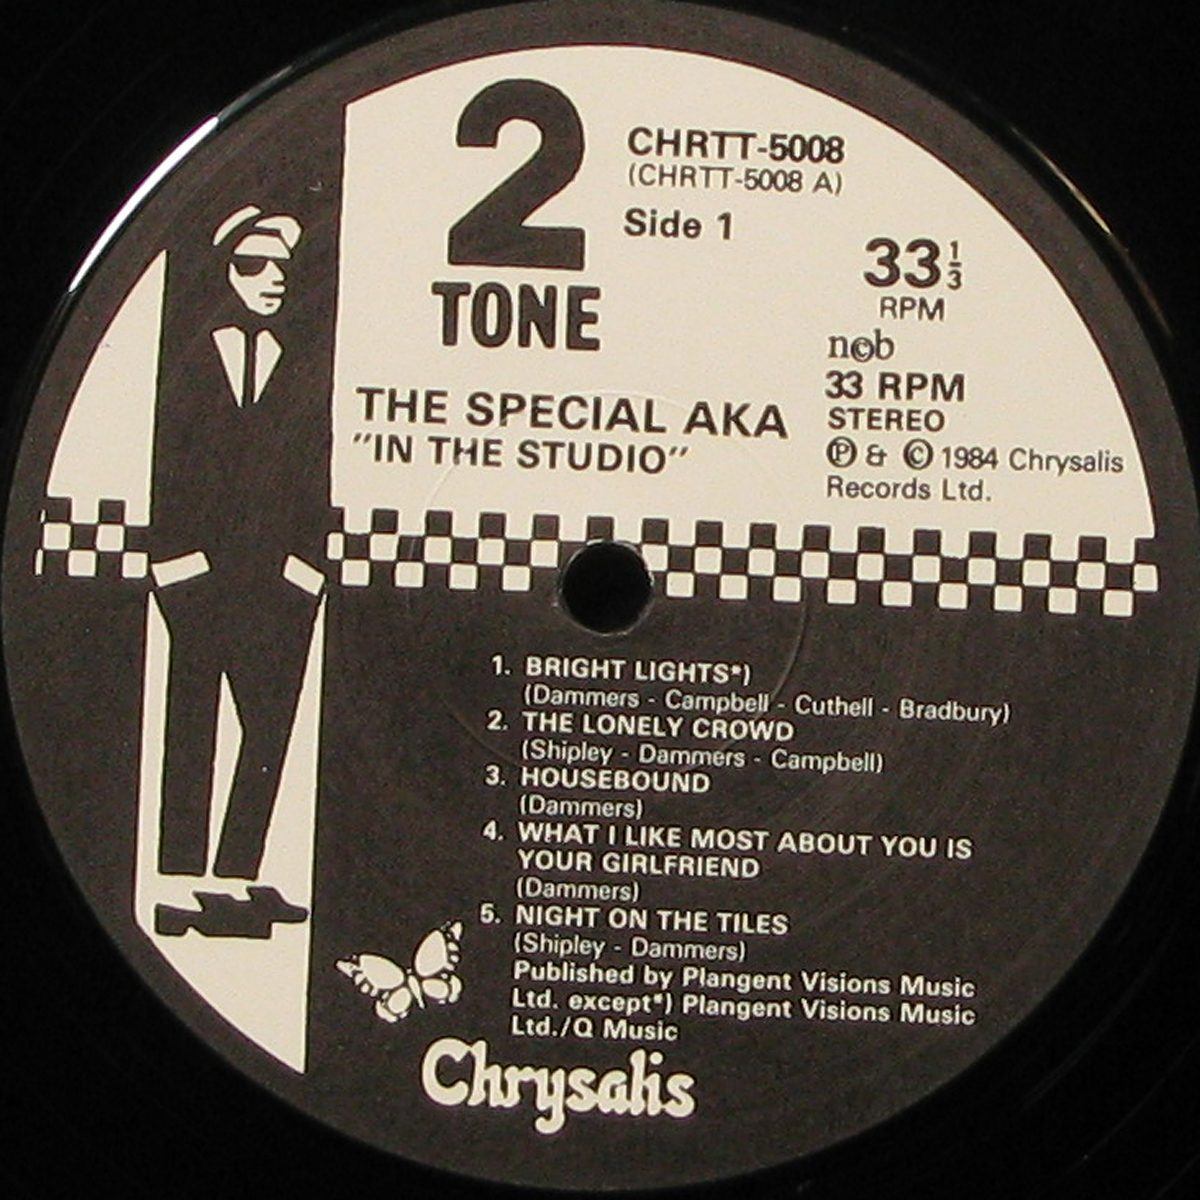 2
TONE
CHRTT-5008
(CHRTT-5008 A)
Side 1
33 1/3
RPM
n©b
33 RPM
STEREO
℗ & © 1984 Chrysalis
Records Ltd.
THE SPECIAL AKA
"IN THE STUDIO"
1. BRIGHT LIGHTS*)
(Dammers - Campbell - Cuthell - Bradbury)
2. THE LONELY CROWD
(Shipley - Dammers - Campbell)
3. HOUSEBOUND
(Dammers)
4. WHAT I LIKE MOST ABOUT YOU IS
YOUR GIRLFRIEND
(Dammers)
5. NIGHT ON THE TILES
(Shipley - Dammers)
Published by Plangent Visions Music
Ltd. except*) Plangent Visions Music
Ltd./Q Music
Chrysalis